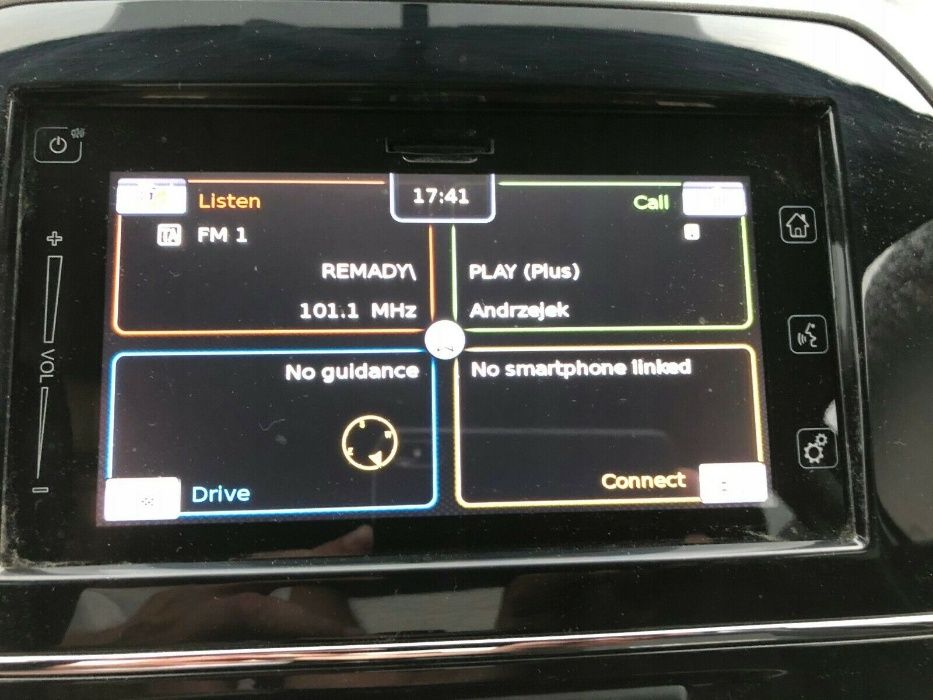 17:41
Listen
FM 1
REMADY\
101.1 MHz
Call
PLAY (Plus)
Andrzejek
No guidance
Drive
No smartphone linked
Connect
+
VOL
-